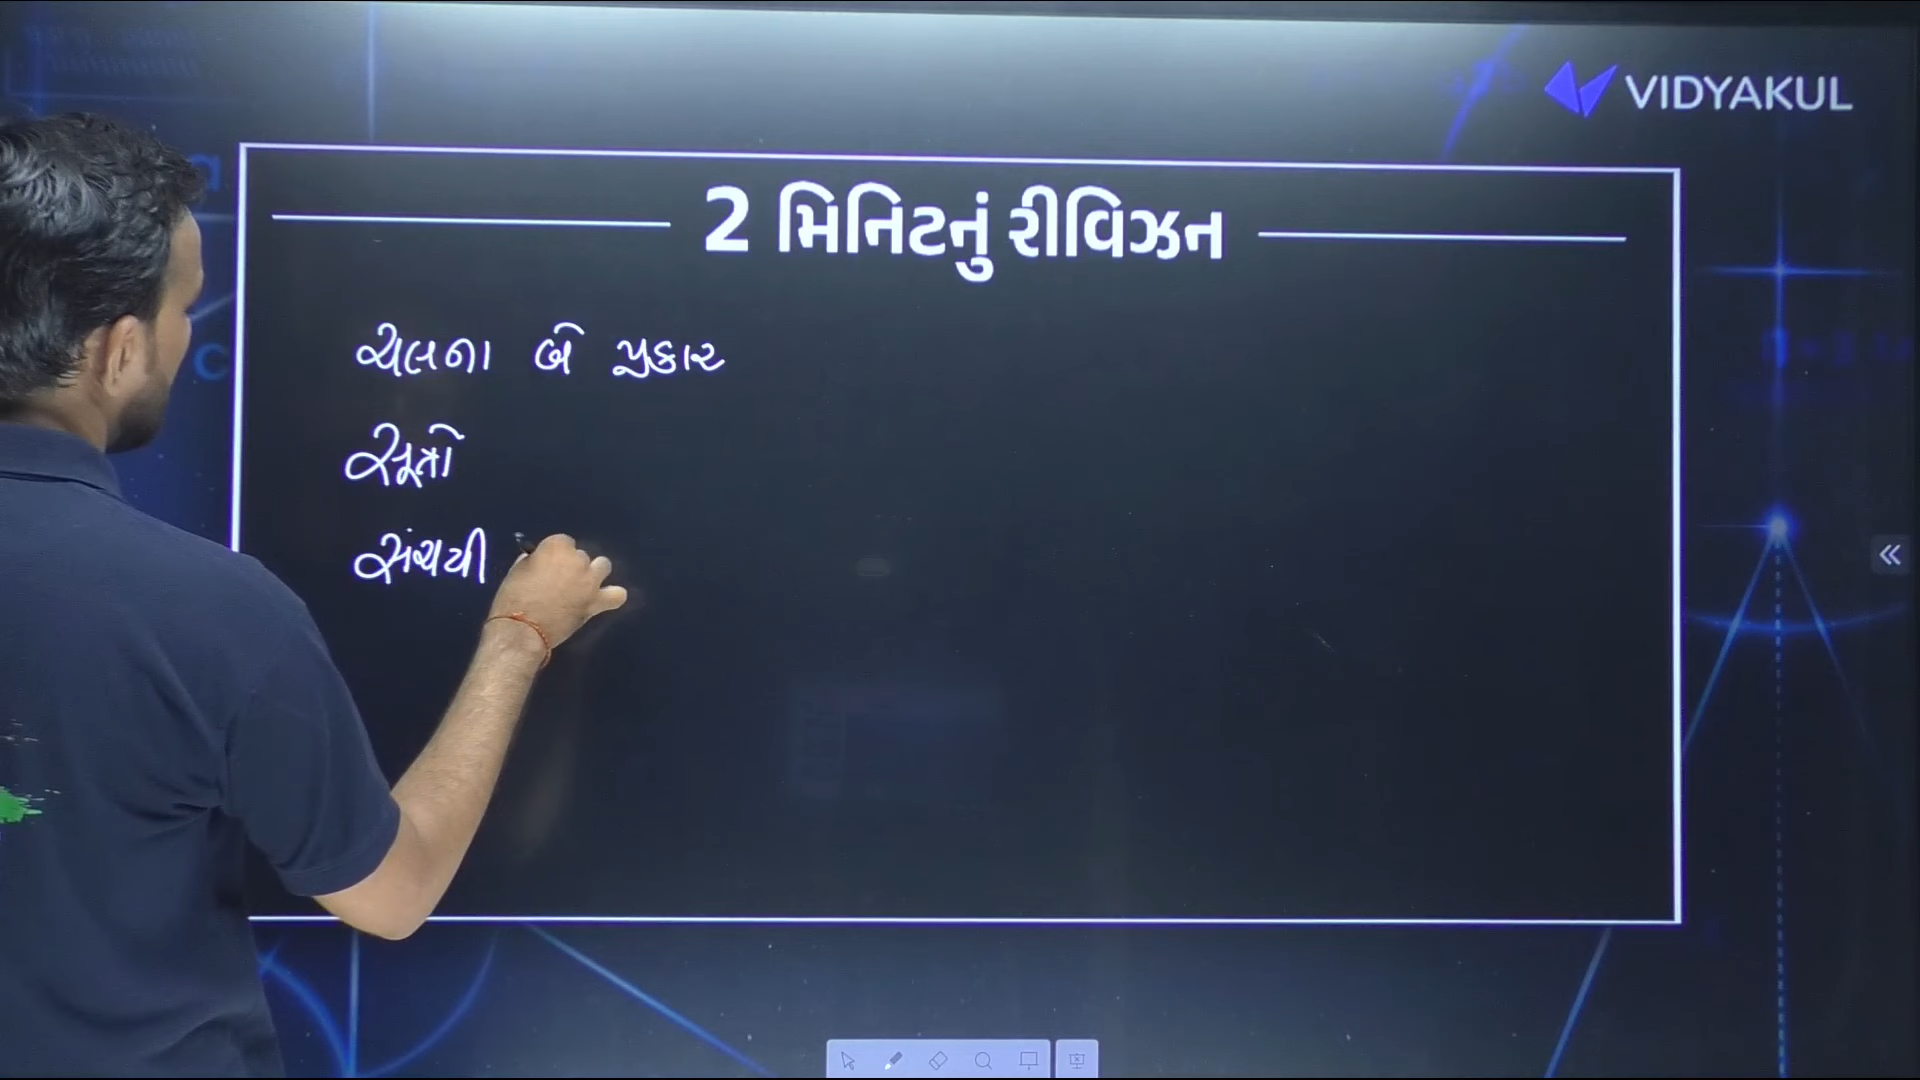 VIDYAKUL
2 મિનિટનું રીવિઝન
ચલના બે પ્રકાર
સૂત્રો
સંચયી